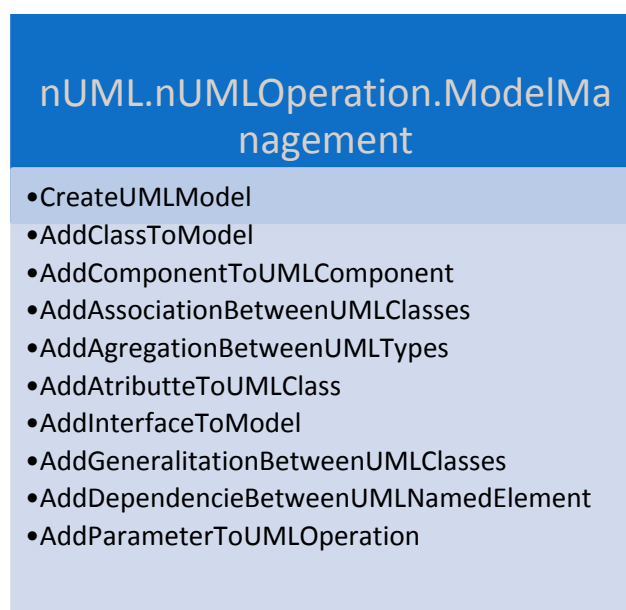 nUML.nUMLOperation.ModelMa
nagement
•CreateUMLModel
•AddClassToModel
•AddComponentToUMLComponent
•AddAssociationBetweenUMLClasses
•AddAgregationBetweenUMLTypes
•AddAtributteToUMLClass
•AddInterfaceToModel
•AddGeneralitationBetweenUMLClasses
•AddDependencieBetweenUMLNamedElement
•AddParameterToUMLOperation